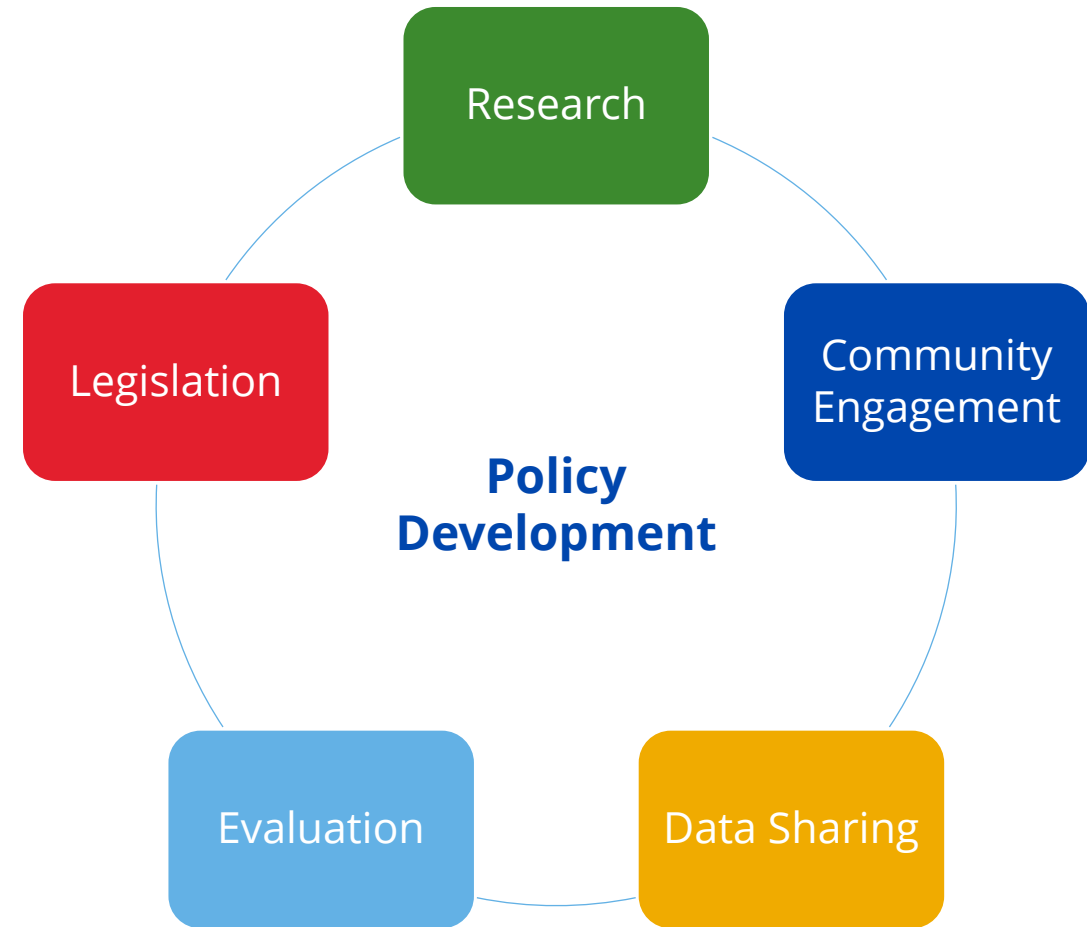 Research
Community
Engagement
Data Sharing
Evaluation
Legislation
Policy
Development